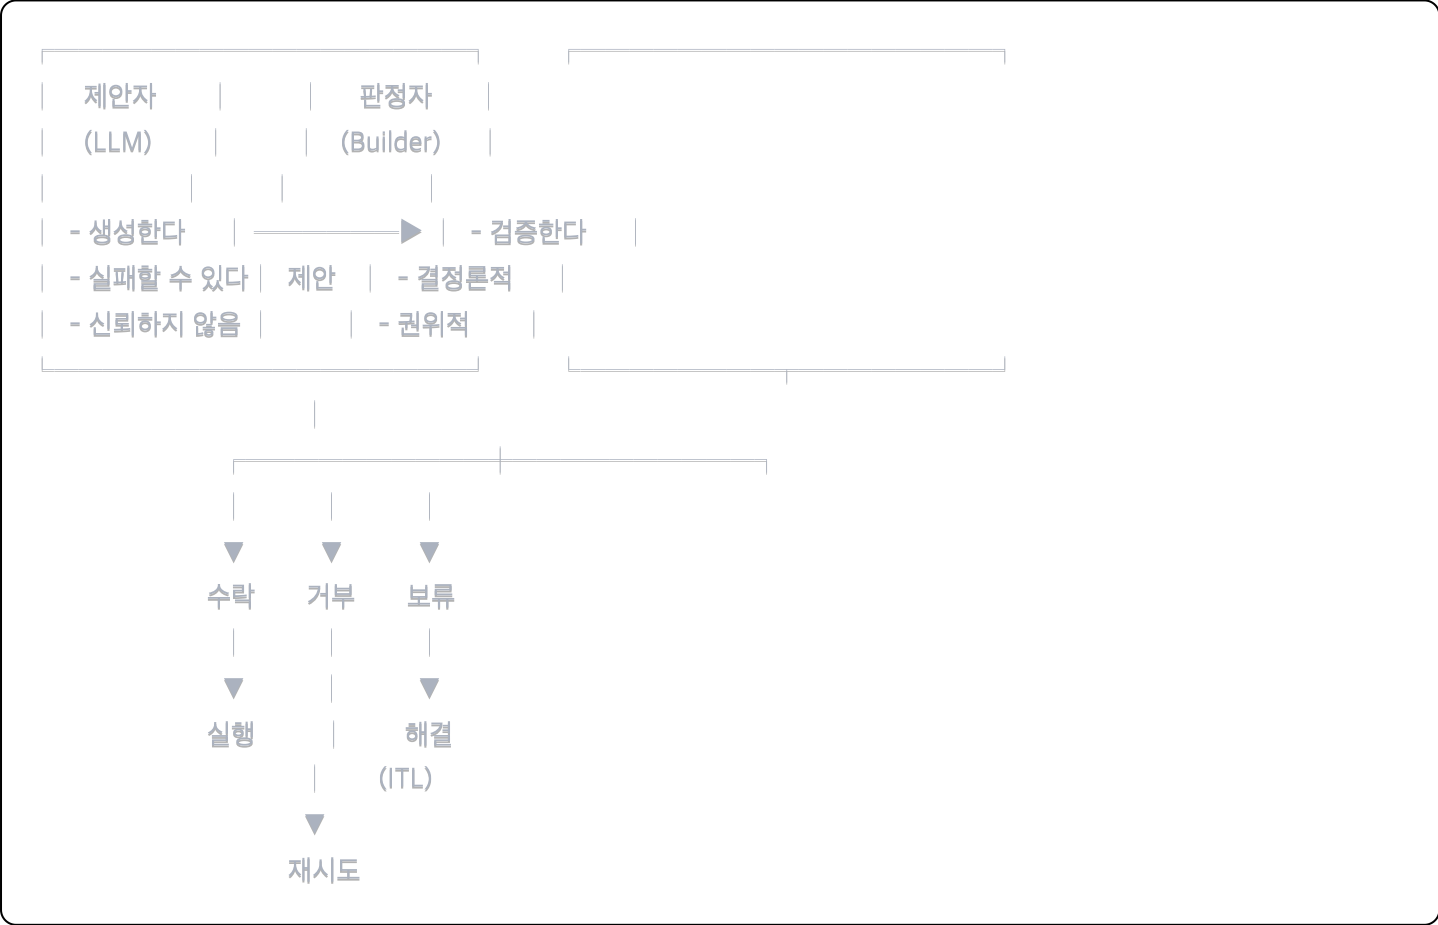 제안자 판정자
(LLM) (Builder)
- 생성한다 - 검증한다
- 실패할 수 있다 제안 - 결정론적
- 신뢰하지 않음 - 권위적
수락 거부 보류
실행 해결
(ITL)
재시도